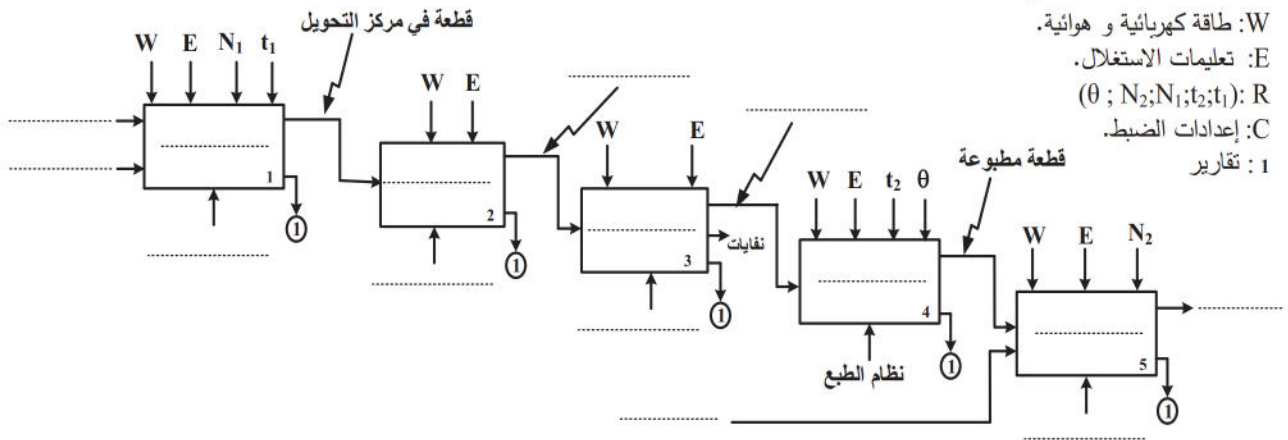 قطعة في مركز التحويل
W: طاقة كهربائية و هوائية.
E: تعليمات الاستغلال.
(θ ; N₂;N₁;t₂;t₁): R
C: إعدادات الضبط.
1 : تقارير
W E N₁ t₁
1
1
W E
2
1
W E
نفايات
3
1
قطعة مطبوعة
W E t₂ θ
4
1
نظام الطبع
W E N₂
5
1